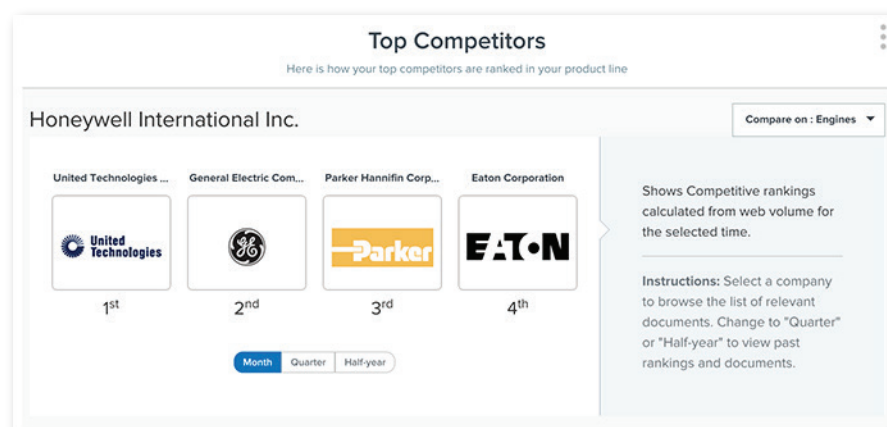 Top Competitors
Here is how your top competitors are ranked in your product line
Honeywell International Inc.
Compare on : Engines
United Technologies ...
General Electric Com...
Parker Hannifin Corp...
Eaton Corporation
United
Technologies
GE
Parker
EATON
1st
2nd
3rd
4th
Month
Quarter
Half-year
Shows Competitive rankings
calculated from web volume for
the selected time.
Instructions: Select a company
to browse the list of relevant
documents. Change to "Quarter"
or "Half-year" to view past
rankings and documents.